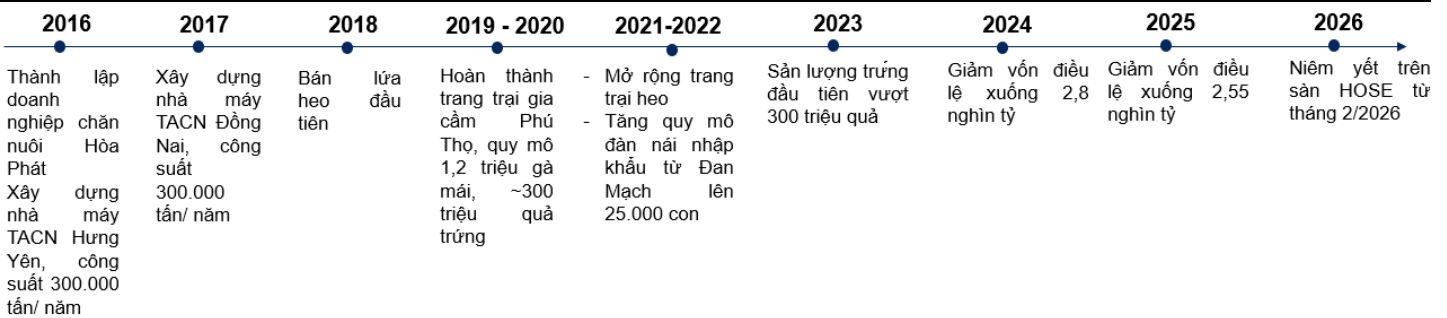 2016
Thành lập
doanh
nghiệp chăn
nuôi Hòa
Phát
Xây dựng
nhà máy
TACN Hưng
Yên, công
suất 300.000
tấn/ năm
2017
Xây dựng
nhà máy
TACN Đồng
Nai, công
suất
300.000
tấn/ năm
2018
Bán lứa
heo đầu
tiên
2019 - 2020
Hoàn thành
trang trại gia
cầm Phú
Thọ, quy mô
1,2 triệu gà
mái, ~300
triệu quả
trứng
2021-2022
- Mở rộng trang
trại heo
- Tăng quy mô
đàn nái nhập
khẩu từ Đan
Mạch lên
25.000 con
2023
Sản lượng trứng
đầu tiên vượt
300 triệu quả
2024
Giảm vốn điều
lệ xuống 2,8
nghìn tỷ
2025
Giảm vốn điều
lệ xuống 2,55
nghìn tỷ
2026
Niêm yết trên
sàn HOSE từ
tháng 2/2026